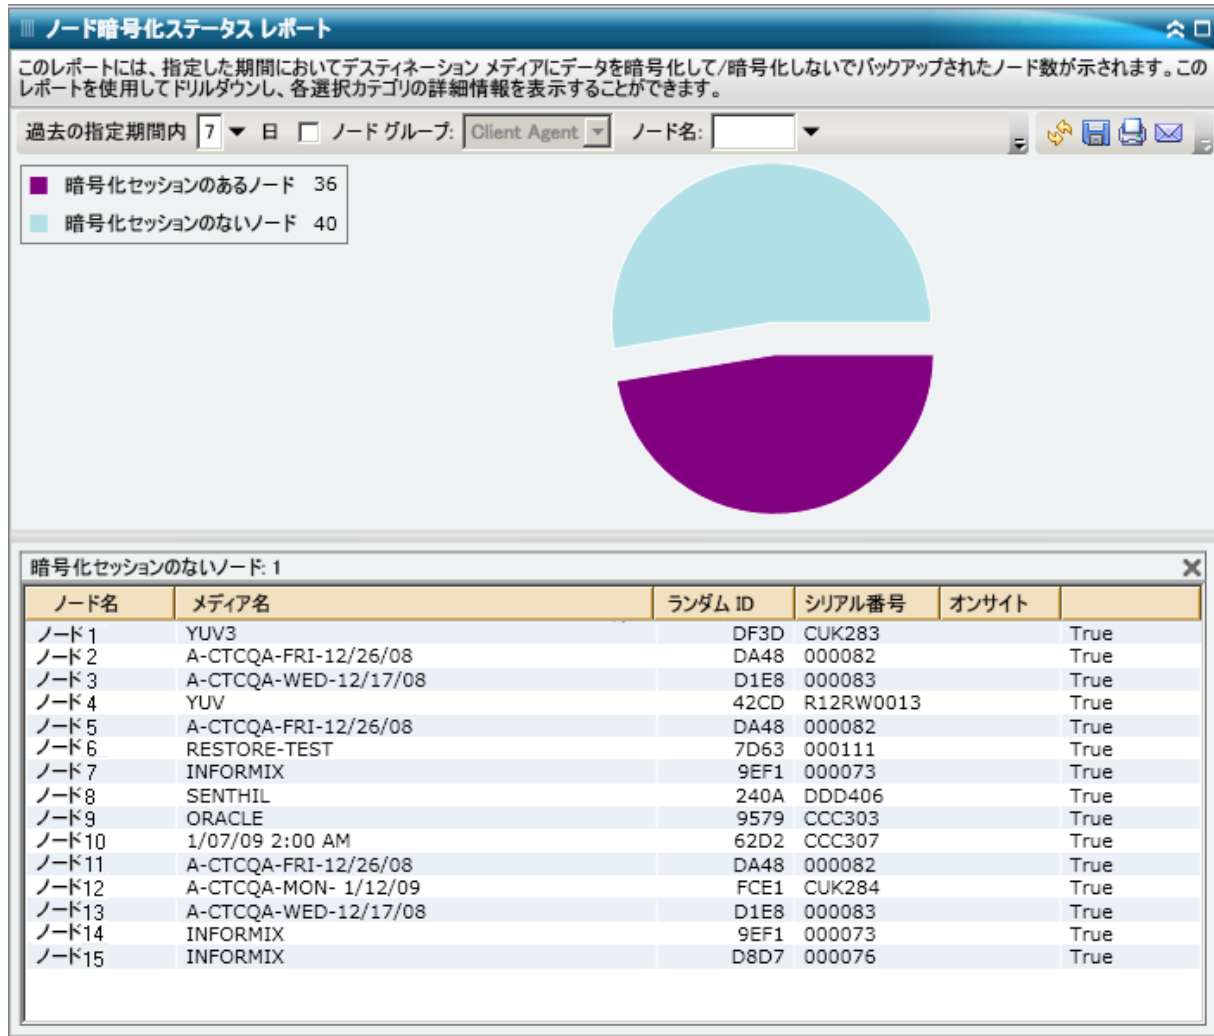 ノード暗号化ステータス レポート
このレポートには、指定した期間においてデスティネーション メディアにデータを暗号化して/暗号化しないでバックアップされたノード数が示されます。この
レポートを使用してドリルダウンし、各選択カテゴリの詳細情報を表示することができます。
過去の指定期間内 7 日 ノード グループ: Client Agent ノード名:
暗号化セッションのあるノード 36
暗号化セッションのないノード 40
暗号化セッションのないノード: 1
ノード名 メディア名 ランダム ID シリアル番号 オンサイト
ノード1 YUV3 DF3D CUK283 True
ノード2 A-CTCQA-FRI-12/26/08 DA48 000082 True
ノード3 A-CTCQA-WED-12/17/08 D1E8 000083 True
ノード4 YUV 42CD R12RW0013 True
ノード5 A-CTCQA-FRI-12/26/08 DA48 000082 True
ノード6 RESTORE-TEST 7D63 000111 True
ノード7 INFORMIX 9EF1 000073 True
ノード8 SENTHIL 240A DDD406 True
ノード9 ORACLE 9579 CCC303 True
ノード10 1/07/09 2:00 AM 62D2 CCC307 True
ノード11 A-CTCQA-FRI-12/26/08 DA48 000082 True
ノード12 A-CTCQA-MON- 1/12/09 FCE1 CUK284 True
ノード13 A-CTCQA-WED-12/17/08 D1E8 000083 True
ノード14 INFORMIX 9EF1 000073 True
ノード15 INFORMIX D8D7 000076 True